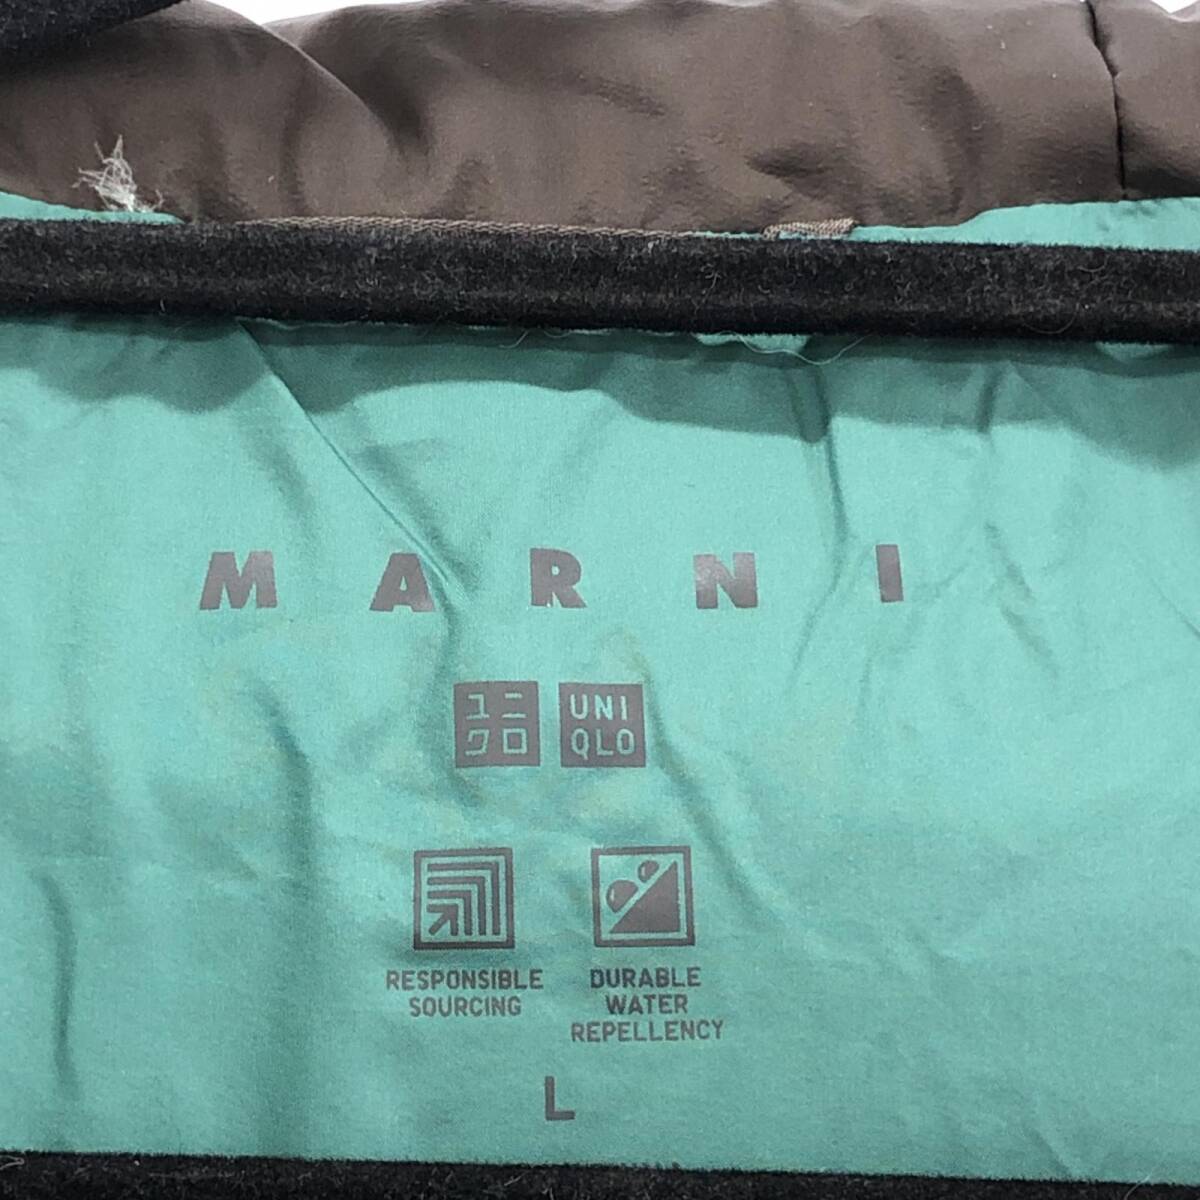 MARNI
ユニ UNI
クロ QLO
RESPONSIBLE
SOURCING
DURABLE
WATER
REPELLENCY
L